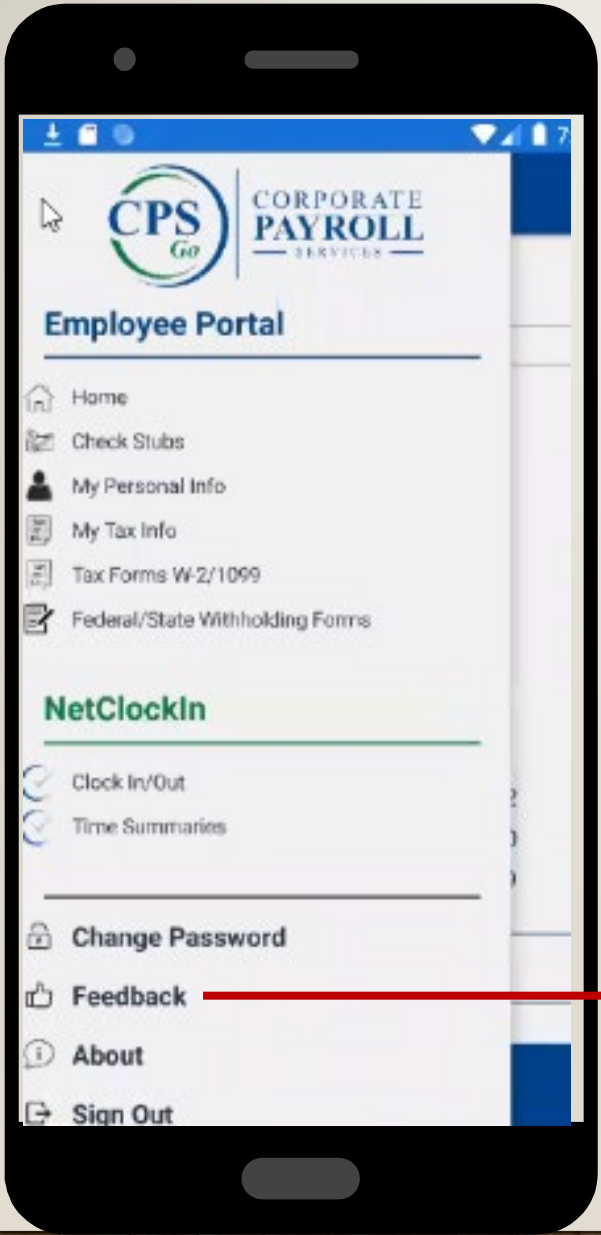 7:
CPS
Go
CORPORATE
PAYROLL
SERVICES
Employee Portal
Home
Check Stubs
My Personal Info
My Tax Info
Tax Forms W-2/1099
Federal/State Withholding Forms
NetClockIn
Clock In/Out
Time Summaries
Change Password
Feedback
About
Sign Out